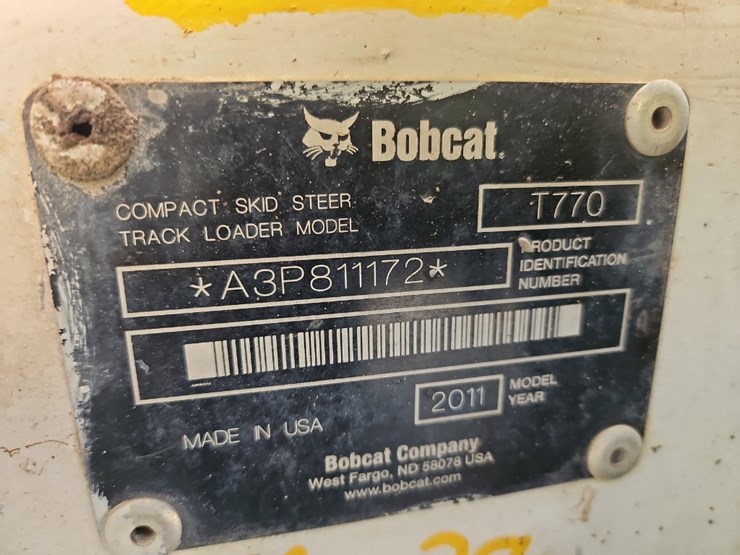 Bobcat.
COMPACT SKID STEER
TRACK LOADER MODEL
T770
*A3P811172*
PRODUCT
IDENTIFICATION
NUMBER
2011
MODEL
YEAR
MADE IN USA
Bobcat Company
West Fargo, ND 58078 USA
www.bobcat.com